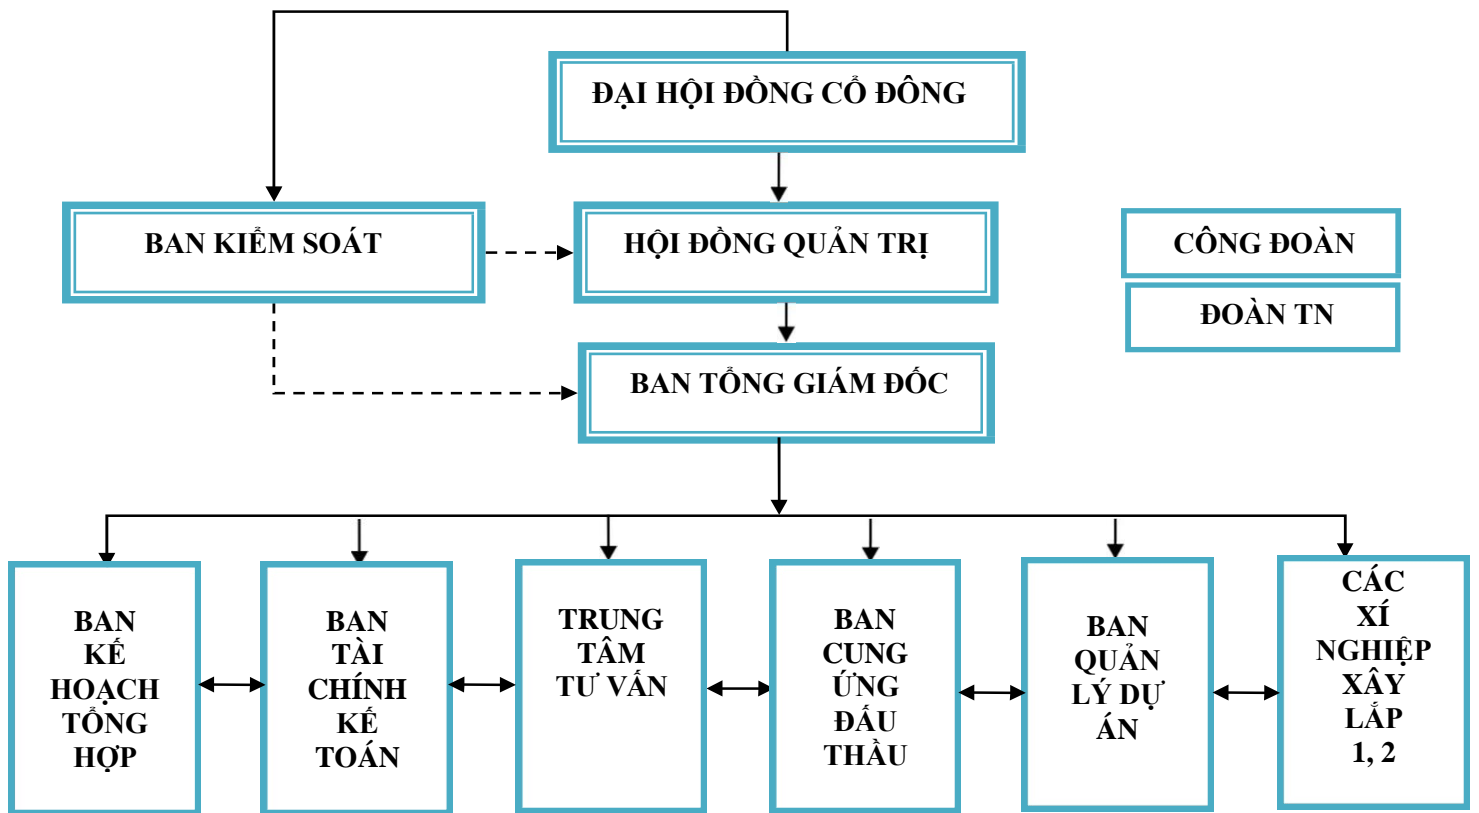 ĐẠI HỘI ĐỒNG CỔ ĐÔNG
BAN KIỂM SOÁT
HỘI ĐỒNG QUẢN TRỊ
CÔNG ĐOÀN
ĐOÀN TN
BAN TỔNG GIÁM ĐỐC
BAN
KẾ
HOẠCH
TỔNG
HỢP
BAN
TÀI
CHÍNH
KẾ
TOÁN
TRUNG
TÂM
TƯ VẤN
BAN
CUNG
ỨNG
ĐẤU
THẦU
BAN
QUẢN
LÝ DỰ
ÁN
CÁC
XÍ
NGHIỆP
XÂY
LẮP
1, 2